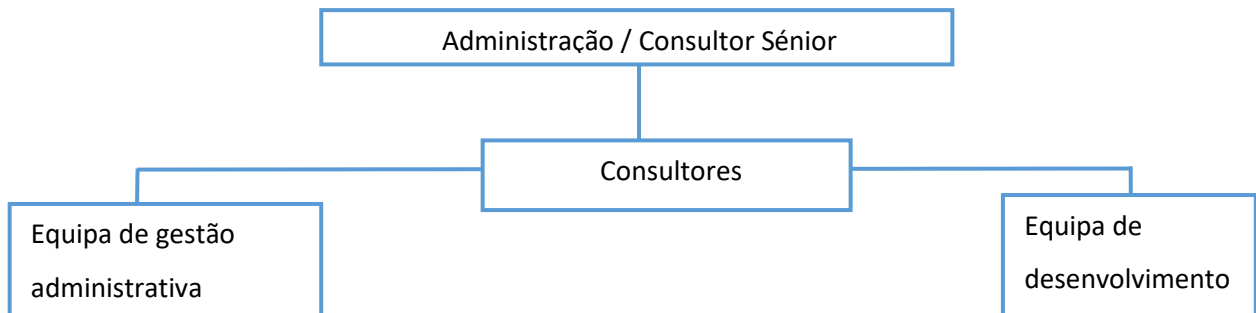 Administração / Consultor Sénior
Consultores
Equipa de gestão
administrativa
Equipa de
desenvolvimento